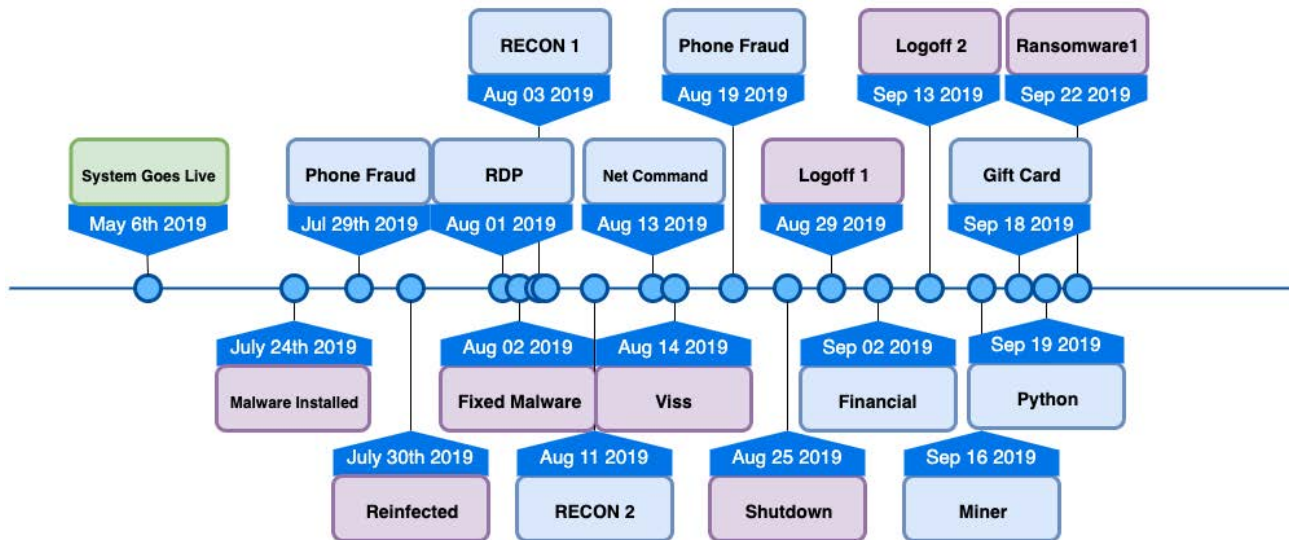 RECON 1
Aug 03 2019
Phone Fraud
Aug 19 2019
Logoff 2
Sep 13 2019
Ransomware1
Sep 22 2019
System Goes Live
May 6th 2019
Phone Fraud
Jul 29th 2019
RDP
Aug 01 2019
Net Command
Aug 13 2019
Logoff 1
Aug 29 2019
Gift Card
Sep 18 2019
July 24th 2019
Malware Installed
Aug 02 2019
Fixed Malware
Aug 14 2019
Viss
Sep 02 2019
Financial
Sep 19 2019
Python
July 30th 2019
Reinfected
Aug 11 2019
RECON 2
Aug 25 2019
Shutdown
Sep 16 2019
Miner